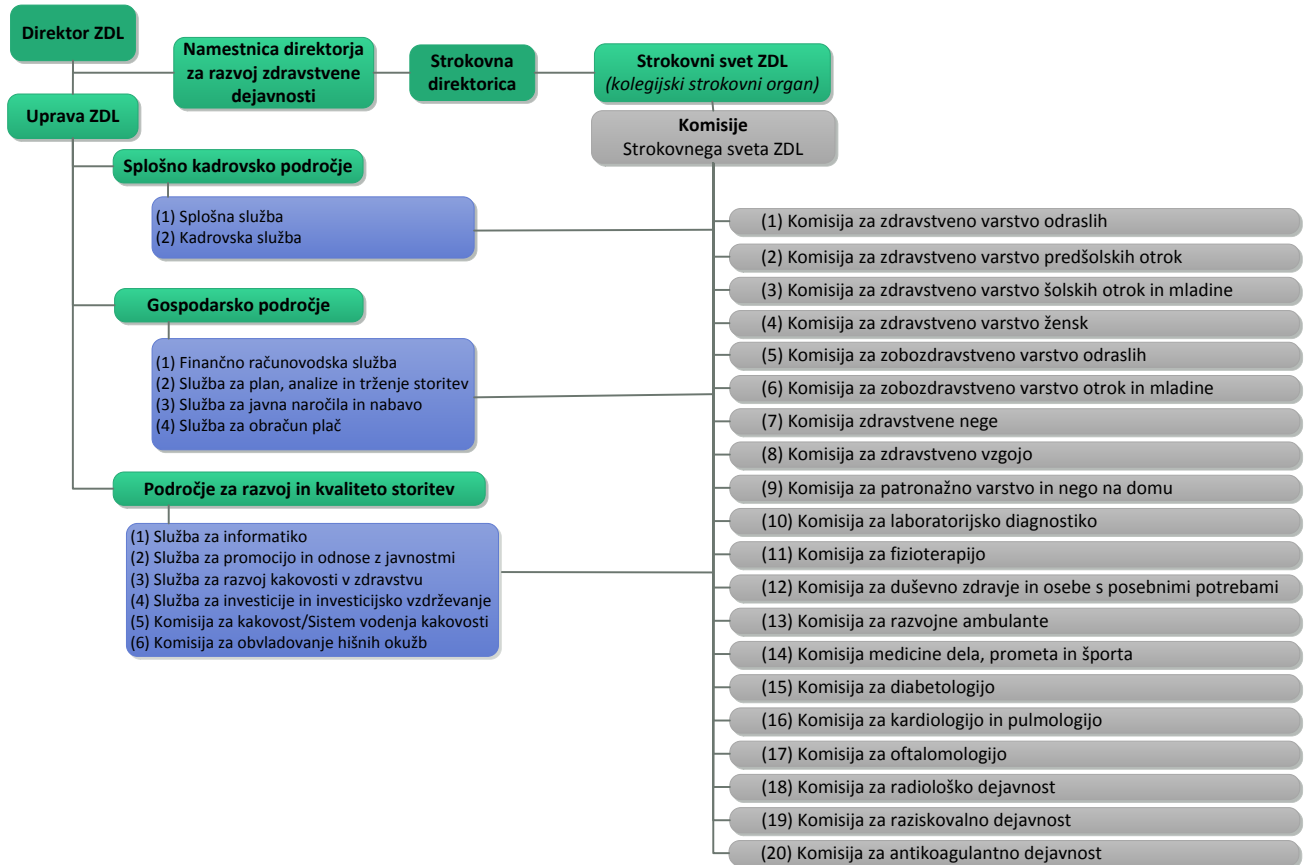 Direktor ZDL
Namestnica direktorja
za razvoj zdravstvene
dejavnosti
Strokovna
direktorica
Strokovni svet ZDL
(kolegijski strokovni organ)
Uprava ZDL
Komisije
Strokovnega sveta ZDL
Splošno kadrovsko področje
(1) Splošna služba
(2) Kadrovska služba
Gospodarsko področje
(1) Finančno računovodska služba
(2) Služba za plan, analize in trženje storitev
(3) Služba za javna naročila in nabavo
(4) Služba za obračun plač
Področje za razvoj in kvaliteto storitev
(1) Služba za informatiko
(2) Služba za promocijo in odnose z javnostmi
(3) Služba za razvoj kakovosti v zdravstvu
(4) Služba za investicije in investicijsko vzdrževanje
(5) Komisija za kakovost/Sistem vodenja kakovosti
(6) Komisija za obvladovanje hišnih okužb
(1) Komisija za zdravstveno varstvo odraslih
(2) Komisija za zdravstveno varstvo predšolskih otrok
(3) Komisija za zdravstveno varstvo šolskih otrok in mladine
(4) Komisija za zdravstveno varstvo žensk
(5) Komisija za zobozdravstveno varstvo odraslih
(6) Komisija za zobozdravstveno varstvo otrok in mladine
(7) Komisija zdravstvene nege
(8) Komisija za zdravstveno vzgojo
(9) Komisija za patronažno varstvo in nego na domu
(10) Komisija za laboratorijsko diagnostiko
(11) Komisija za fizioterapijo
(12) Komisija za duševno zdravje in osebe s posebnimi potrebami
(13) Komisija za razvojne ambulante
(14) Komisija medicine dela, prometa in športa
(15) Komisija za diabetologijo
(16) Komisija za kardiologijo in pulmologijo
(17) Komisija za oftalomologijo
(18) Komisija za radiološko dejavnost
(19) Komisija za raziskovalno dejavnost
(20) Komisija za antikoagulantno dejavnost